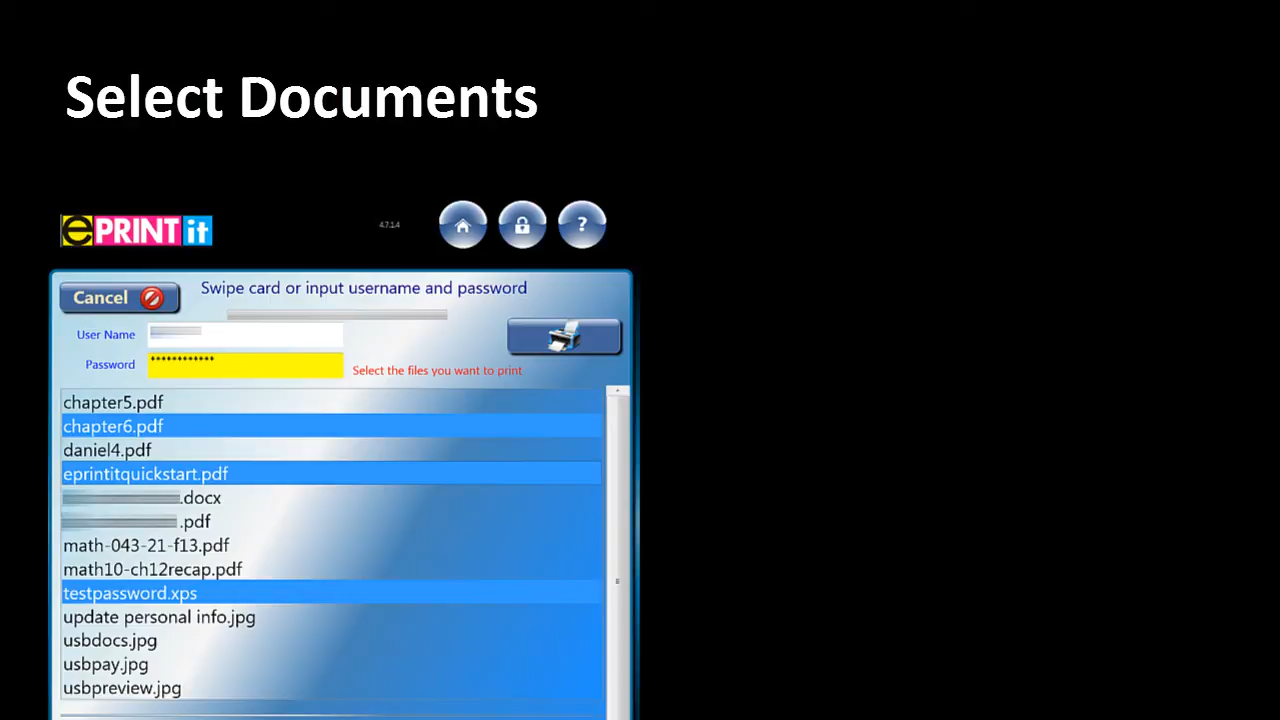 Select Documents
ePRINTit
4.7.1.4
?
Cancel
Swipe card or input username and password
User Name
Password
************
Select the files you want to print
chapter5.pdf
chapter6.pdf
daniel4.pdf
eprintitquickstart.pdf
.docx
.pdf
math-043-21-f13.pdf
math10-ch12recap.pdf
testpassword.xps
update personal info.jpg
usbdocs.jpg
usbpay.jpg
usbpreview.jpg